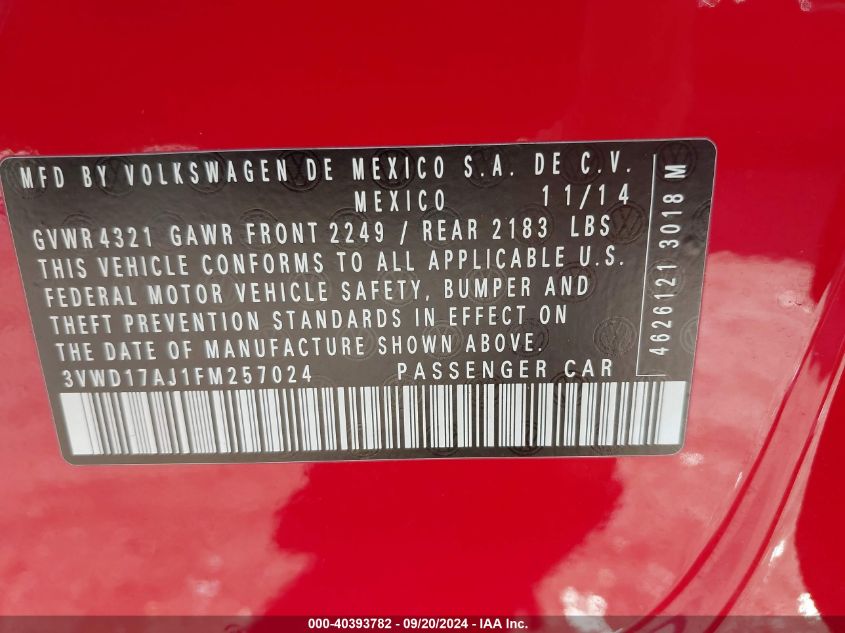 MFD BY VOLKSWAGEN DE MEXICO S.A. DE C.V.
MEXICO 11/14
GVWR 4321 GAWR FRONT 2249 / REAR 2183 LBS
THIS VEHICLE CONFORMS TO ALL APPLICABLE U.S.
FEDERAL MOTOR VEHICLE SAFETY, BUMPER AND
THEFT PREVENTION STANDARDS IN EFFECT ON
THE DATE OF MANUFACTURE SHOWN ABOVE.
3VWD17AJ1FM257024 PASSENGER CAR
4626121 3018 M
000-40393782 - 09/20/2024 - IAA Inc.